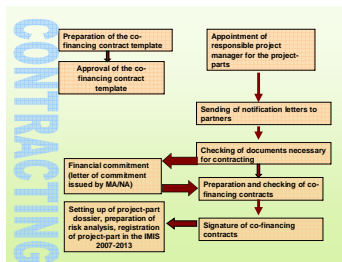 CONTRACTING
Preparation of the co-
financing contract template
Approval of the co-
financing contract
template
Appointment of
responsible project
manager for the project-
parts
Sending of notification letters to
partners
Checking of documents necessary
for contracting
Financial commitment
(letter of commitment
issued by MA/NA)
Preparation and checking of co-
financing contracts
Setting up of project-part
dossier, preparation of
risk analysis, registration
of project-part in the IMIS
2007-2013
Signature of co-financing
contracts